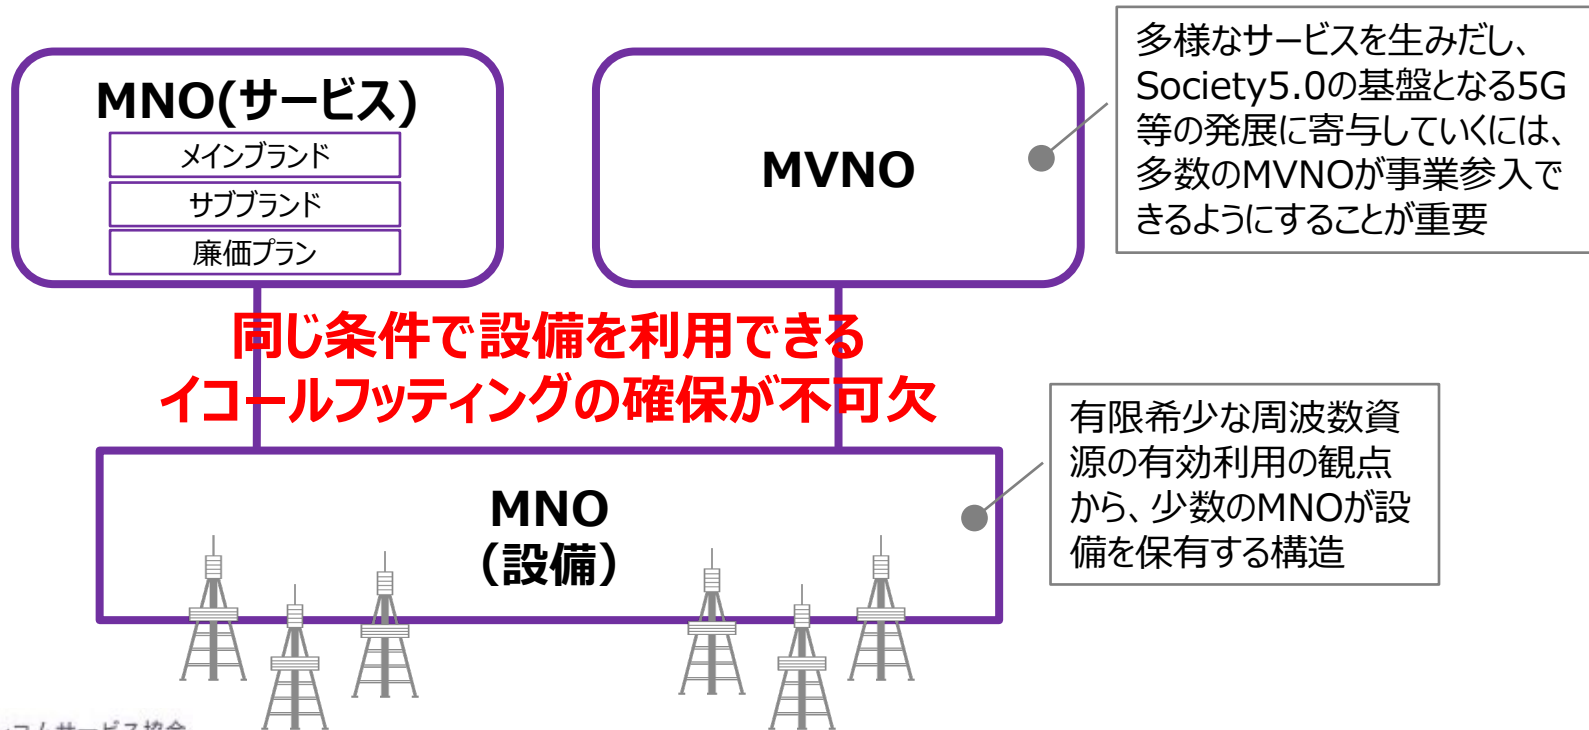 MNO(サービス)
メインブランド
サブブランド
廉価プラン
MVNO
多様なサービスを生みだし、
Society5.0の基盤となる5G
等の発展に寄与していくには、
多数のMVNOが事業参入で
きるようにすることが重要
同じ条件で設備を利用できる
イコールフッティングの確保が不可欠
有限希少な周波数資
源の有効利用の観点
から、少数のMNOが設
備を保有する構造
MNO
（設備）
コムサービス協会